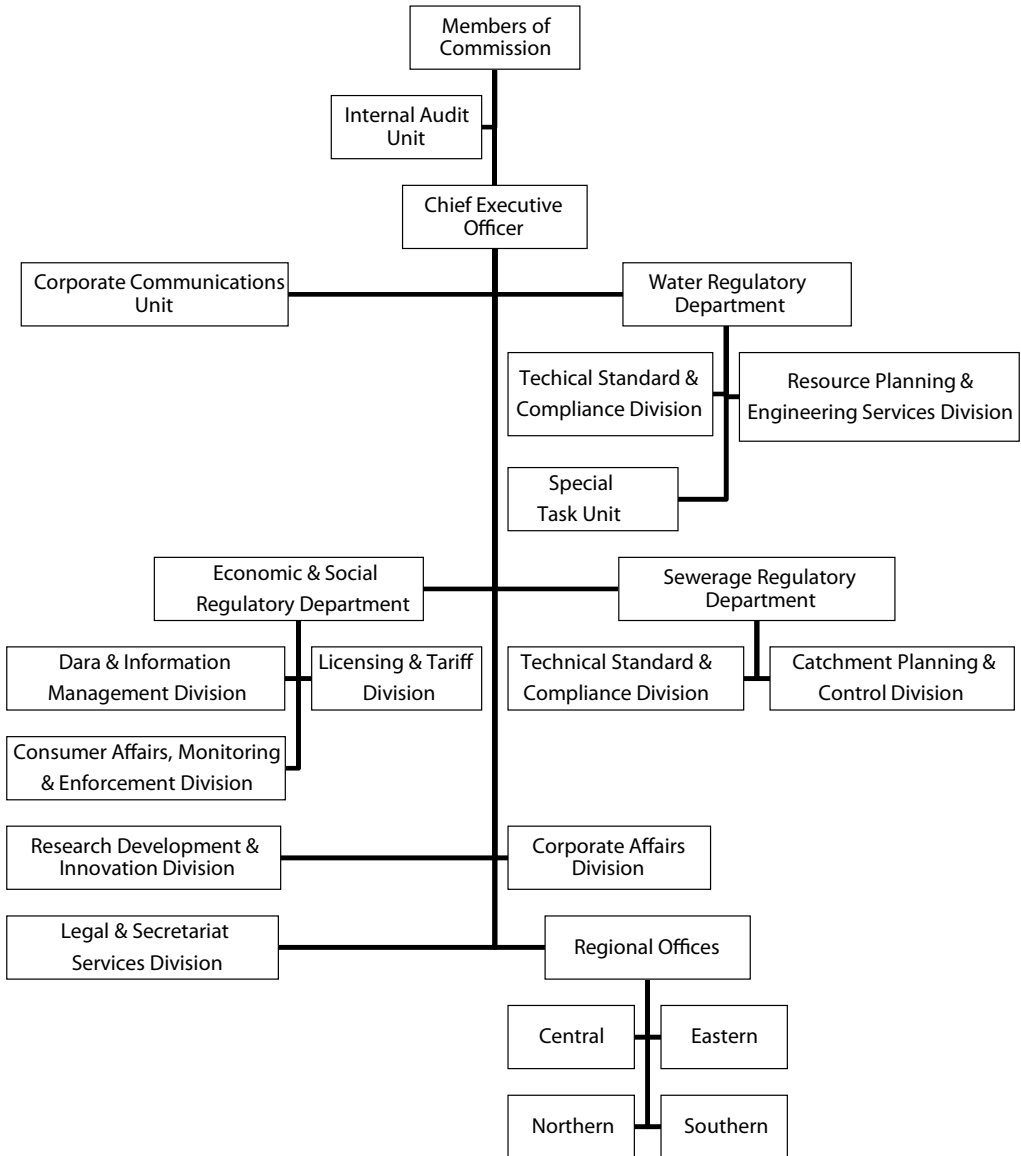 Members of
Commission
Internal Audit
Unit
Chief Executive
Officer
Corporate Communications
Unit
Water Regulatory
Department
Techical Standard &
Compliance Division
Resource Planning &
Engineering Services Division
Special
Task Unit
Economic & Social
Regulatory Department
Sewerage Regulatory
Department
Dara & Information
Management Division
Licensing & Tariff
Division
Technical Standard &
Compliance Division
Catchment Planning &
Control Division
Consumer Affairs, Monitoring
& Enforcement Division
Research Development &
Innovation Division
Corporate Affairs
Division
Legal & Secretariat
Services Division
Regional Offices
Central
Eastern
Northern
Southern